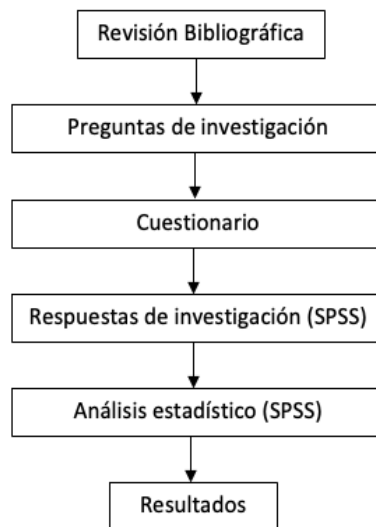 Revisión Bibliográfica
Preguntas de investigación
Cuestionario
Respuestas de investigación (SPSS)
Análisis estadístico (SPSS)
Resultados